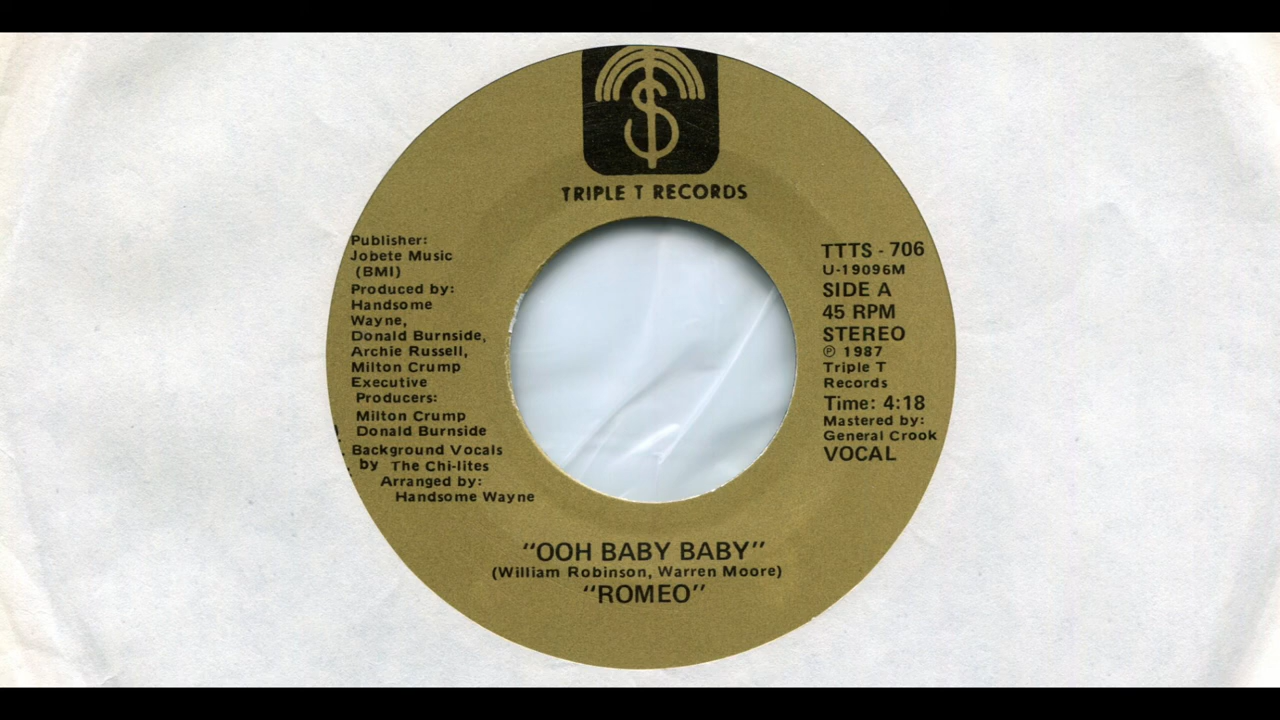 TRIPLE T RECORDS
Publisher:
Jobete Music
(BMI)
Produced by:
Handsome
Wayne,
Donald Burnside,
Archie Russell,
Milton Crump
Executive
Producers:
Milton Crump
Donald Burnside
Background Vocals
by The Chi-lites
Arranged by:
Handsome Wayne
TTTS - 706
U-19096M
SIDE A
45 RPM
STEREO
℗ 1987
Triple T
Records
Time: 4:18
Mastered by:
General Crook
VOCAL
"OOH BABY BABY"
(William Robinson, Warren Moore)
"ROMEO"